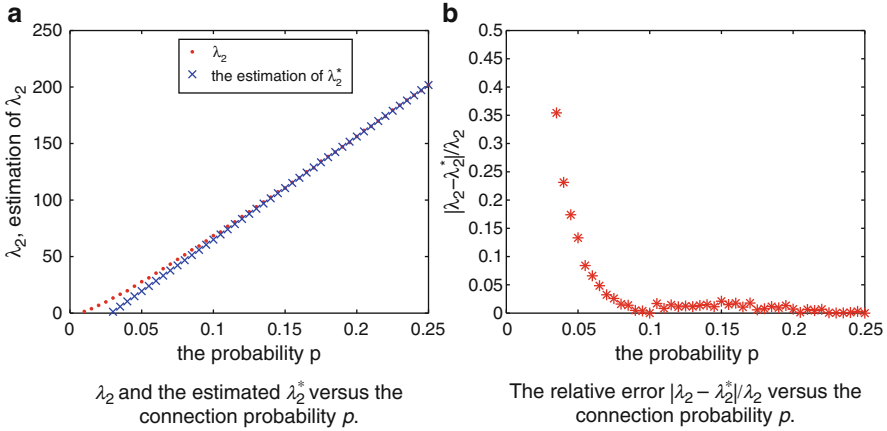 a
250
200
150
100
50
0
λ₂, estimation of λ₂
λ₂
the estimation of λ₂*
0 0.05 0.1 0.15 0.2 0.25
the probability p
λ₂ and the estimated λ₂* versus the
connection probability p.
b
0.5
0.45
0.4
0.35
0.3
0.25
0.2
0.15
0.1
0.05
0
|λ₂–λ₂*|/λ₂
0 0.05 0.1 0.15 0.2 0.25
the probability p
The relative error |λ₂ – λ₂*|/λ₂ versus the
connection probability p.